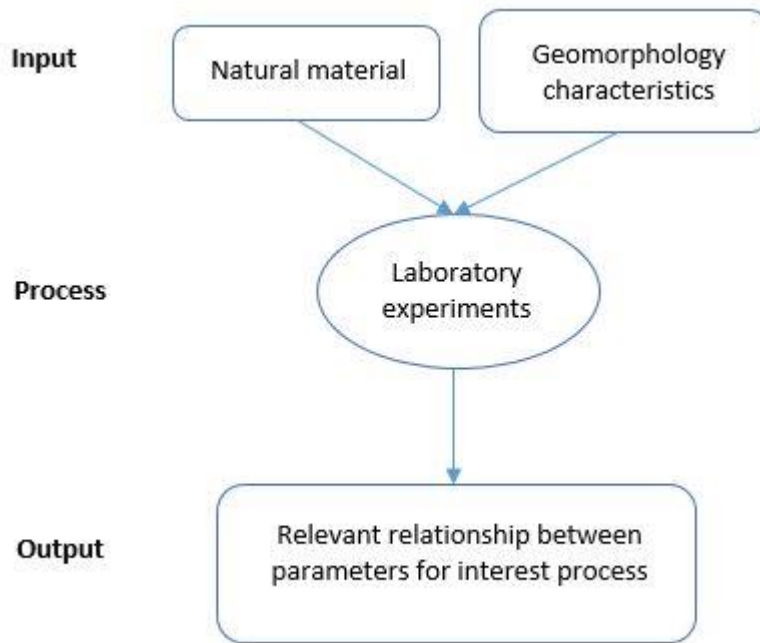 Input
Natural material
Geomorphology
characteristics
Process
Laboratory
experiments
Output
Relevant relationship between
parameters for interest process